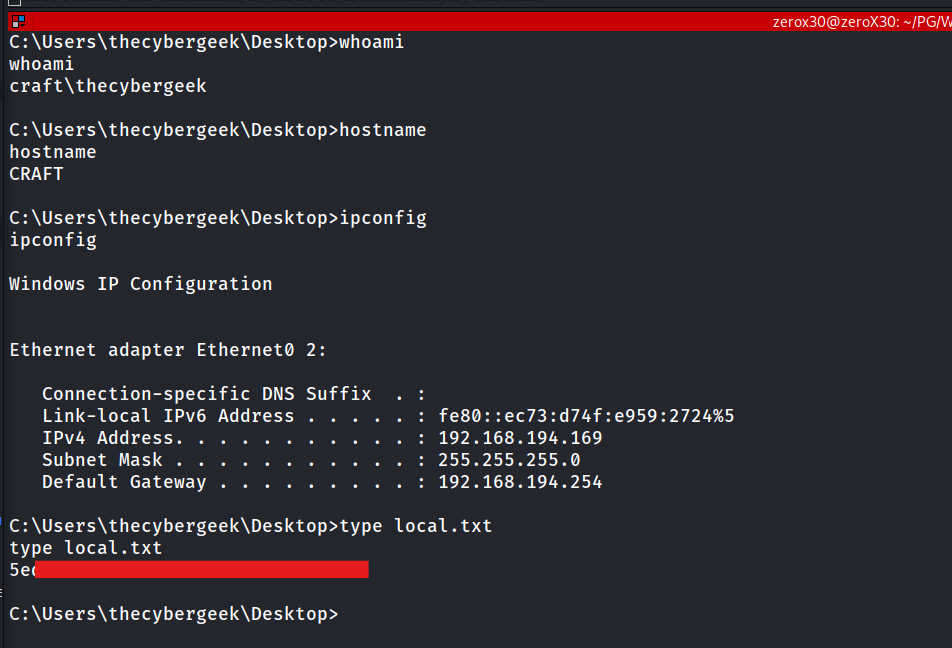 zerox30@zeroX30: ~/PG/W
C:\Users\thecybergeek\Desktop>whoami
whoami
craft\thecybergeek
C:\Users\thecybergeek\Desktop>hostname
hostname
CRAFT
C:\Users\thecybergeek\Desktop>ipconfig
ipconfig
Windows IP Configuration
Ethernet adapter Ethernet0 2:
Connection-specific DNS Suffix  . :
Link-local IPv6 Address . . . . . : fe80::ec73:d74f:e959:2724%5
IPv4 Address. . . . . . . . . . . : 192.168.194.169
Subnet Mask . . . . . . . . . . . : 255.255.255.0
Default Gateway . . . . . . . . . : 192.168.194.254
C:\Users\thecybergeek\Desktop>type local.txt
type local.txt
5e
C:\Users\thecybergeek\Desktop>